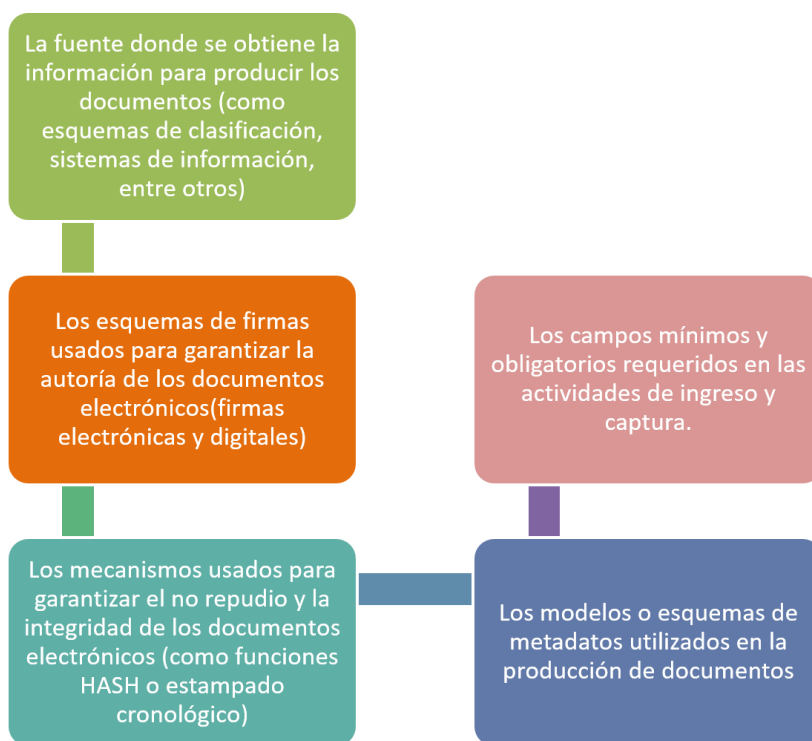 La fuente donde se obtiene la
información para producir los
documentos (como
esquemas de clasificación,
sistemas de información,
entre otros)
Los esquemas de firmas
usados para garantizar la
autoría de los documentos
electrónicos(firmas
electrónicas y digitales)
Los mecanismos usados para
garantizar el no repudio y la
integridad de los documentos
electrónicos (como funciones
HASH o estampado
cronológico)
Los modelos o esquemas de
metadatos utilizados en la
producción de documentos
Los campos mínimos y
obligatorios requeridos en las
actividades de ingreso y
captura.